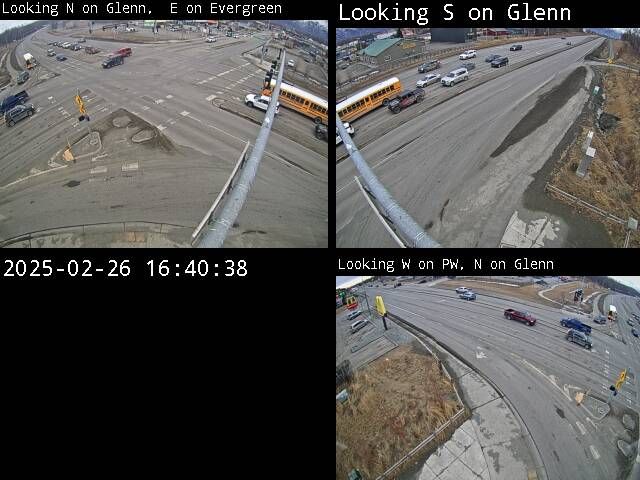 Looking N on Glenn, E on Evergreen
Looking S on Glenn
2025-02-26 16:40:38
Looking W on PW, N on Glenn